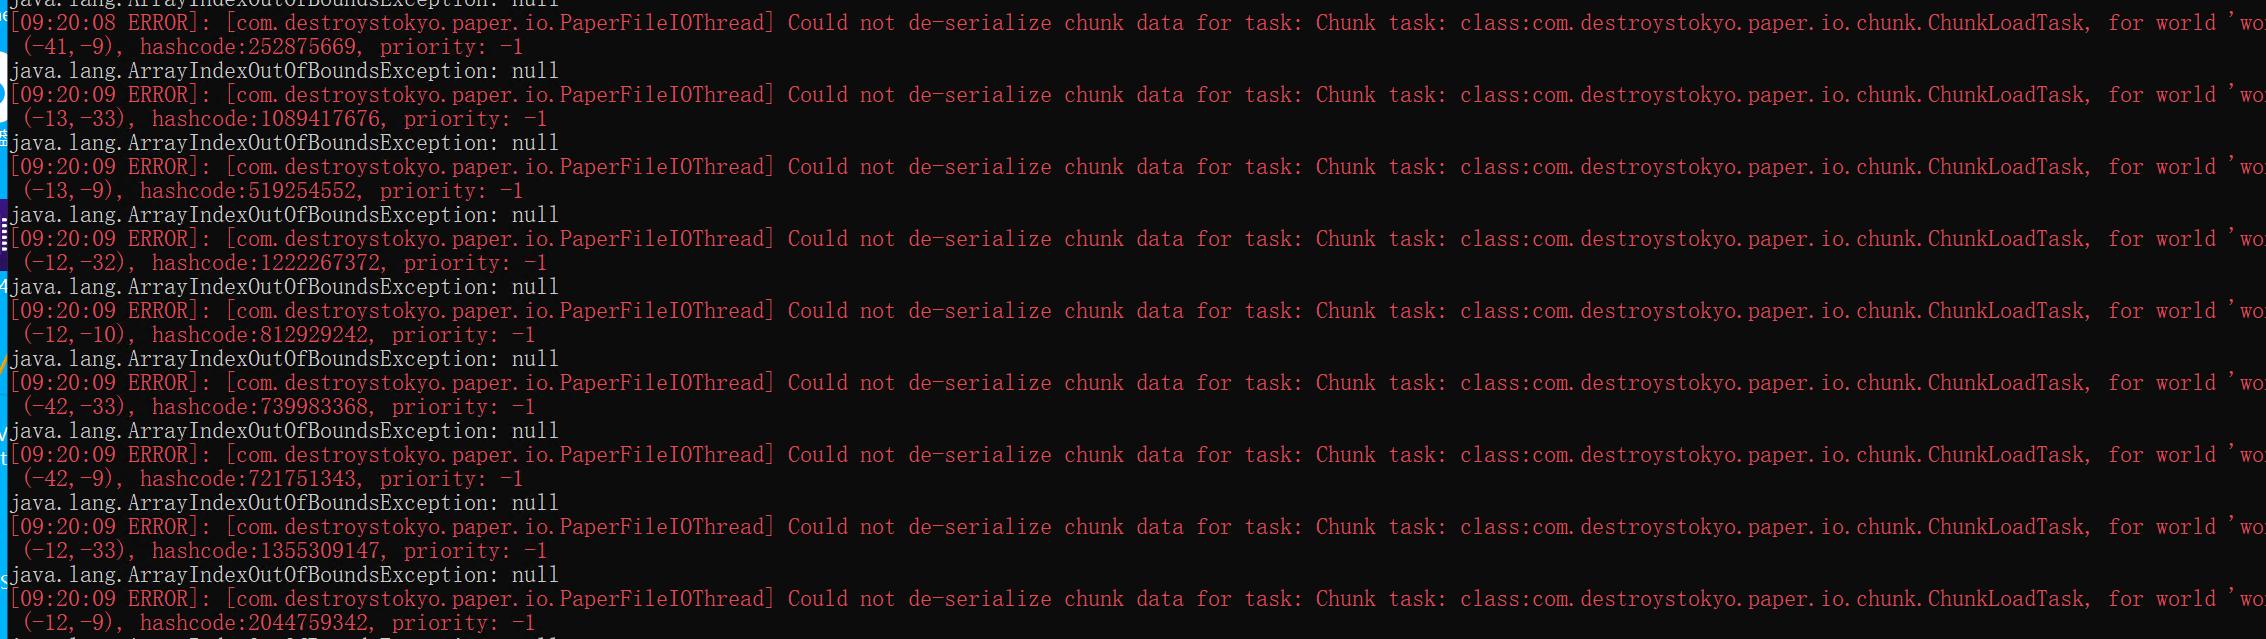 java.lang.ArrayIndexOutOfBoundsException: null
[09:20:08 ERROR]: [com.destroystokyo.paper.io.PaperFileIOThread] Could not de-serialize chunk data for task: Chunk task: class:com.destroystokyo.paper.io.chunk.ChunkLoadTask, for world 'wo
(-41,-9), hashcode:252875669, priority: -1
java.lang.ArrayIndexOutOfBoundsException: null
[09:20:09 ERROR]: [com.destroystokyo.paper.io.PaperFileIOThread] Could not de-serialize chunk data for task: Chunk task: class:com.destroystokyo.paper.io.chunk.ChunkLoadTask, for world 'wo
(-13,-33), hashcode:1089417676, priority: -1
java.lang.ArrayIndexOutOfBoundsException: null
[09:20:09 ERROR]: [com.destroystokyo.paper.io.PaperFileIOThread] Could not de-serialize chunk data for task: Chunk task: class:com.destroystokyo.paper.io.chunk.ChunkLoadTask, for world 'wo
(-13,-9), hashcode:519254552, priority: -1
java.lang.ArrayIndexOutOfBoundsException: null
[09:20:09 ERROR]: [com.destroystokyo.paper.io.PaperFileIOThread] Could not de-serialize chunk data for task: Chunk task: class:com.destroystokyo.paper.io.chunk.ChunkLoadTask, for world 'wo
(-12,-32), hashcode:1222267372, priority: -1
java.lang.ArrayIndexOutOfBoundsException: null
[09:20:09 ERROR]: [com.destroystokyo.paper.io.PaperFileIOThread] Could not de-serialize chunk data for task: Chunk task: class:com.destroystokyo.paper.io.chunk.ChunkLoadTask, for world 'wo
(-12,-10), hashcode:812929242, priority: -1
java.lang.ArrayIndexOutOfBoundsException: null
[09:20:09 ERROR]: [com.destroystokyo.paper.io.PaperFileIOThread] Could not de-serialize chunk data for task: Chunk task: class:com.destroystokyo.paper.io.chunk.ChunkLoadTask, for world 'wo
(-42,-33), hashcode:739983368, priority: -1
java.lang.ArrayIndexOutOfBoundsException: null
[09:20:09 ERROR]: [com.destroystokyo.paper.io.PaperFileIOThread] Could not de-serialize chunk data for task: Chunk task: class:com.destroystokyo.paper.io.chunk.ChunkLoadTask, for world 'wo
(-42,-9), hashcode:721751343, priority: -1
java.lang.ArrayIndexOutOfBoundsException: null
[09:20:09 ERROR]: [com.destroystokyo.paper.io.PaperFileIOThread] Could not de-serialize chunk data for task: Chunk task: class:com.destroystokyo.paper.io.chunk.ChunkLoadTask, for world 'wo
(-12,-33), hashcode:1355309147, priority: -1
java.lang.ArrayIndexOutOfBoundsException: null
[09:20:09 ERROR]: [com.destroystokyo.paper.io.PaperFileIOThread] Could not de-serialize chunk data for task: Chunk task: class:com.destroystokyo.paper.io.chunk.ChunkLoadTask, for world 'wo
(-12,-9), hashcode:2044759342, priority: -1